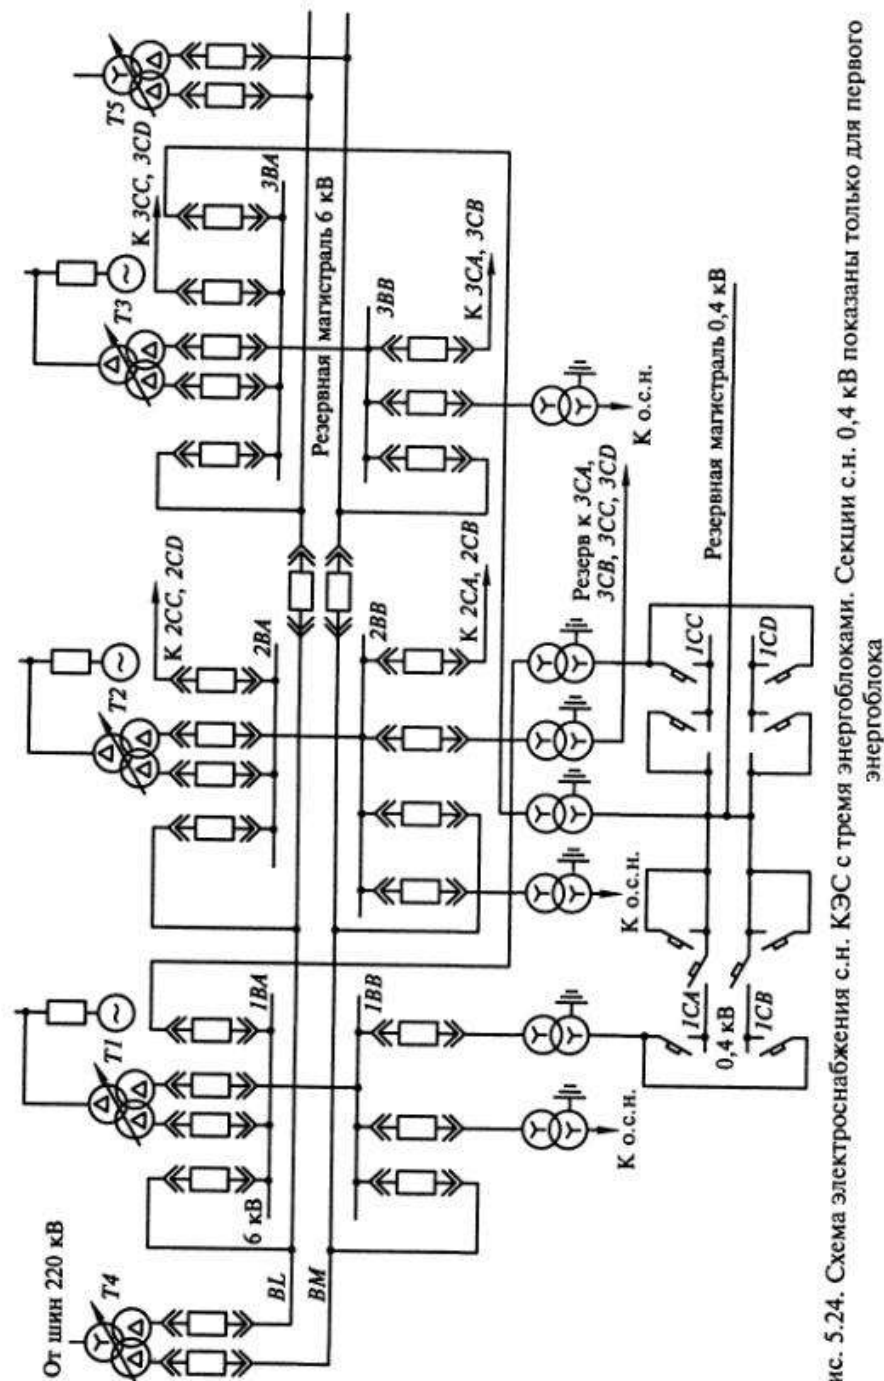 От шин 220 кВ
T4
BL
BM
T1
6 кВ
1BA
1BB
К о.с.н.
T2
К 2CC, 2CD
2BA
2BB
К 2CA, 2CB
К о.с.н.
T3
К 3CC, 3CD
3BA
Резервная магистраль 6 кВ
3BB
К 3CA, 3CB
К о.с.н.
T5
Резерв к 3CA,
3CB, 3CC, 3CD
1CA
0,4 кВ
1CB
1CC
1CD
Резервная магистраль 0,4 кВ
ис. 5.24. Схема электроснабжения с.н. КЭС с тремя энергоблоками. Секции с.н. 0,4 кВ показаны только для первого
энергоблока